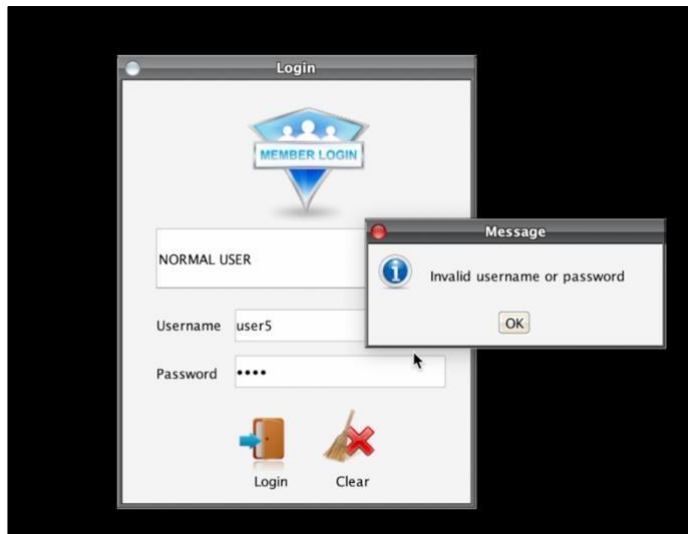 Login
MEMBER LOGIN
NORMAL USER
Message
Invalid username or password
OK
Username user5
Password ••••
Login Clear